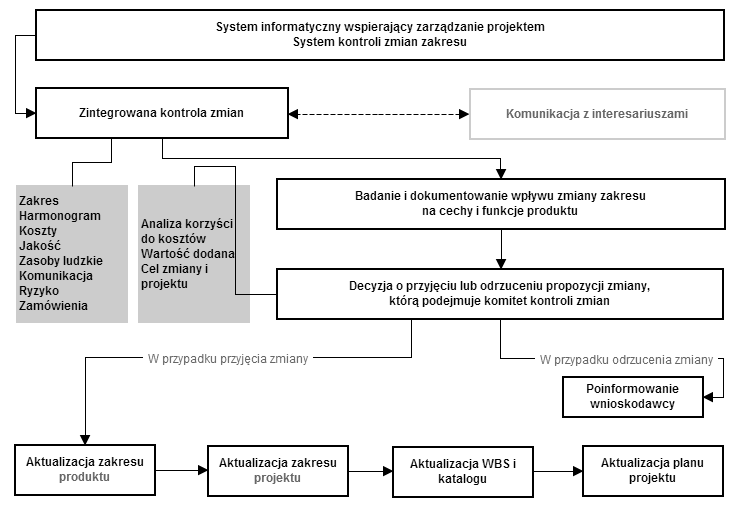 System informatyczny wspierający zarządzanie projektem
System kontroli zmian zakresu
Zintegrowana kontrola zmian
Komunikacja z interesariuszami
Zakres
Harmonogram
Koszty
Jakość
Zasoby ludzkie
Komunikacja
Ryzyko
Zamówienia
Analiza korzyści
do kosztów
Wartość dodana
Cel zmiany i
projektu
Badanie i dokumentowanie wpływu zmiany zakresu
na cechy i funkcje produktu
Decyzja o przyjęciu lub odrzuceniu propozycji zmiany,
którą podejmuje komitet kontroli zmian
W przypadku przyjęcia zmiany
W przypadku odrzucenia zmiany
Poinformowanie
wnioskodawcy
Aktualizacja zakresu
produktu
Aktualizacja zakresu
projektu
Aktualizacja WBS i
katalogu
Aktualizacja planu
projektu